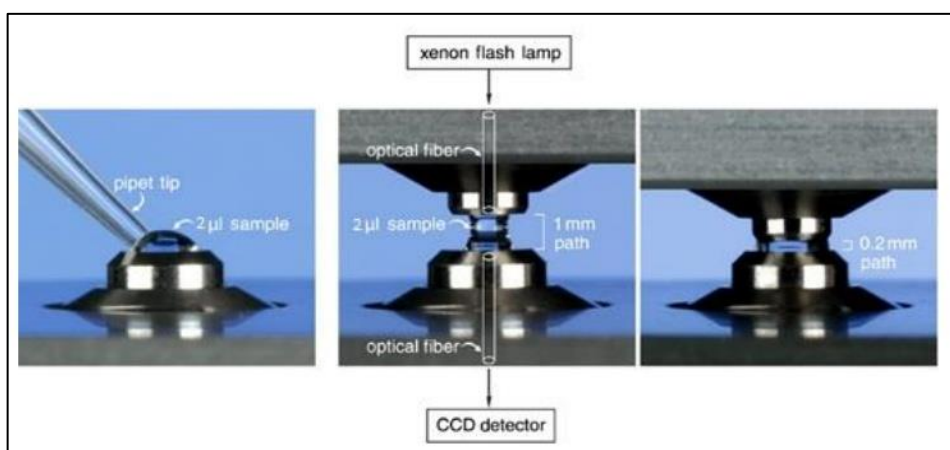 xenon flash lamp
optical fiber
pipet tip
2 µl sample
2 µl sample
1 mm
path
0.2 mm
path
optical fiber
CCD detector